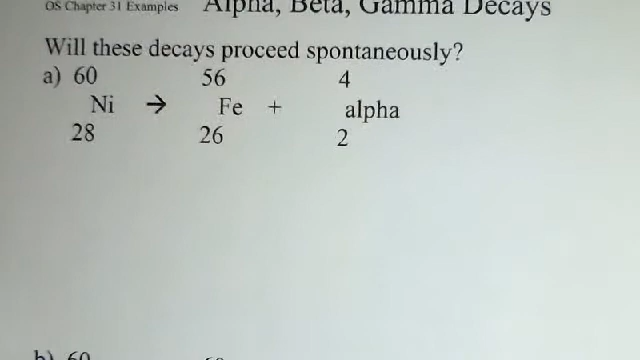 OS Chapter 31 Examples Alpha, Beta, Gamma Decays
Will these decays proceed spontaneously?
a) 60 56 4
Ni → Fe + alpha
28 26 2
b) 60